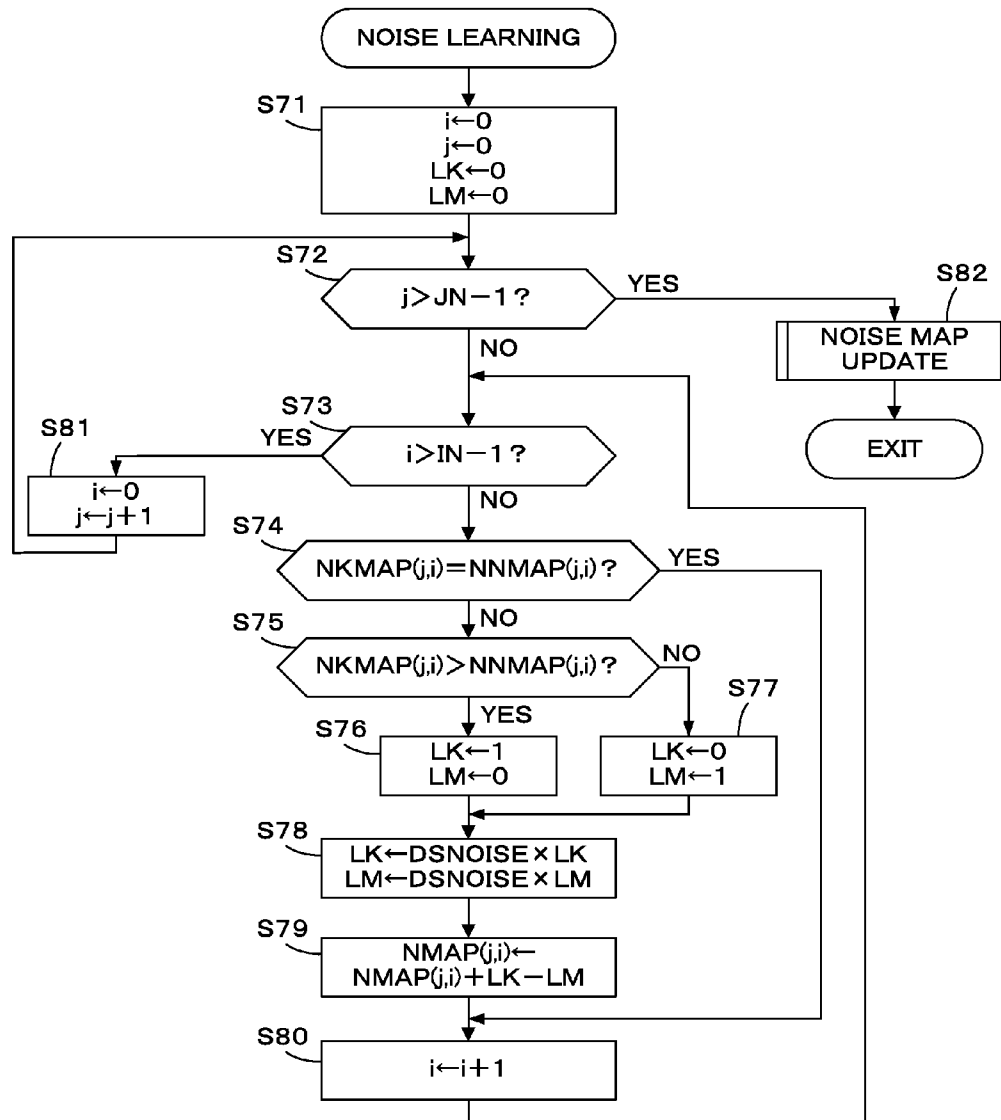 NOISE LEARNING
S71
i←0
j←0
LK←0
LM←0
S72
j>JN−1?
YES
NO
S82
NOISE MAP
UPDATE
EXIT
S73
i>IN−1?
YES
NO
S81
i←0
j←j+1
S74
NKMAP(j,i)=NNMAP(j,i)?
YES
NO
S75
NKMAP(j,i)>NNMAP(j,i)?
NO
YES
S76
LK←1
LM←0
S77
LK←0
LM←1
S78
LK←DSNOISE×LK
LM←DSNOISE×LM
S79
NMAP(j,i)←
NMAP(j,i)+LK−LM
S80
i←i+1